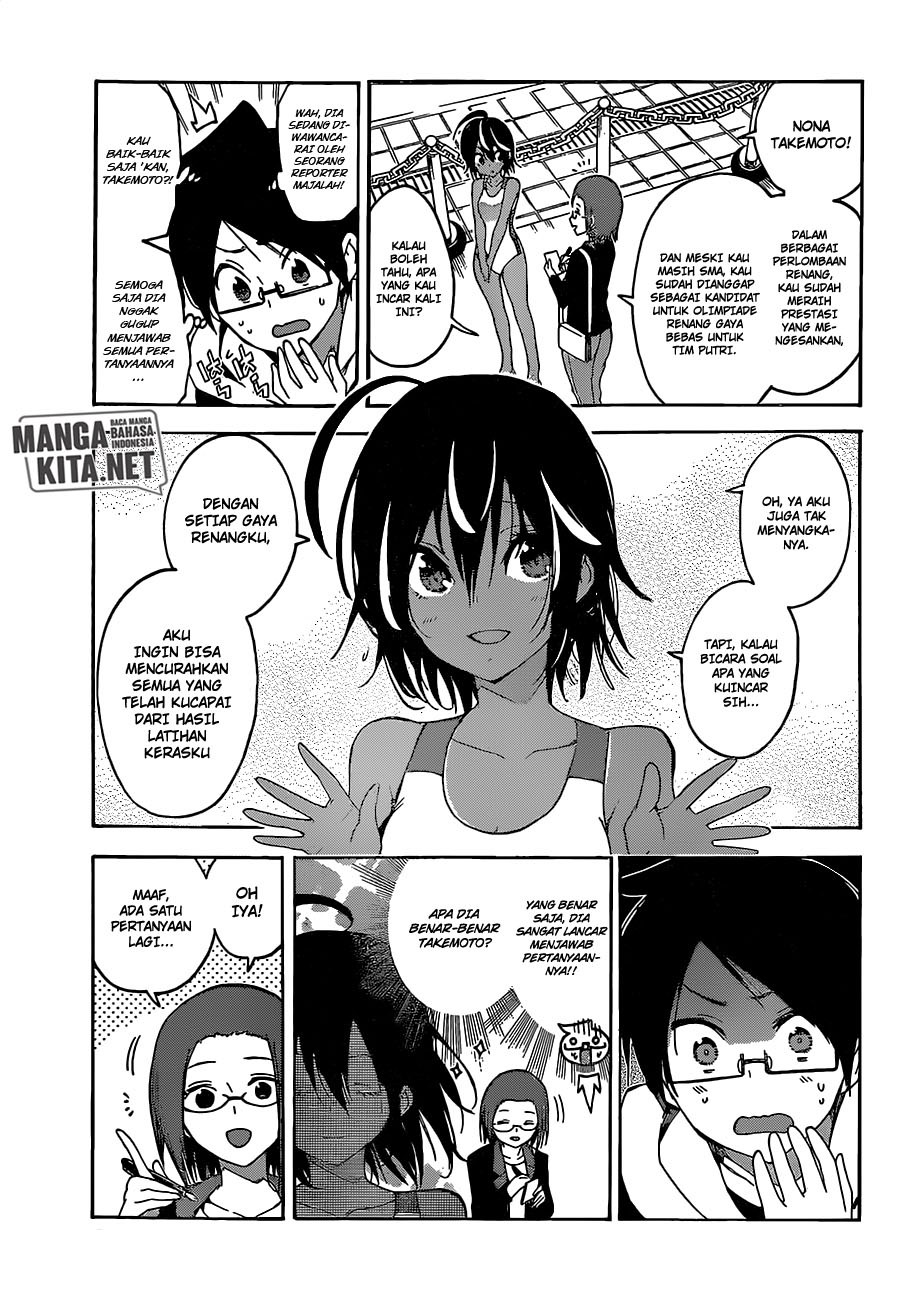 NONA
TAKEMOTO!
DALAM
BERBAGAI
PERLOMBAAN
RENANG,
KAU SUDAH
MERAIH
PRESTASI
YANG ME-
NGESANKAN,
DAN MESKI KAU
MASIH SMA, KAU
SUDAH DIANGGAP
SEBAGAI KANDIDAT
UNTUK OLIMPIADE
RENANG GAYA
BEBAS UNTUK
TIM PUTRI.
KALAU
BOLEH
TAHU, APA
YANG KAU
INCAR KALI
INI?
WAH, DIA
SEDANG DI-
WAWANCA-
RAI OLEH
SEORANG
REPORTER
MAJALAH!
KAU
BAIK-BAIK
SAJA 'KAN,
TAKEMOTO?!
SEMOGA
SAJA DIA
NGGAK
GUGUP
MENJAWAB
SEMUA PER-
TANYAANNYA
...
MANGA
KITA.NET
BACA MANGA
BAHASA
INDONESIA
OH, YA AKU
JUGA TAK
MENYANGKA-
NYA.
TAPI, KALAU
BICARA SOAL
APA YANG
KUINCAR
SIH...
DENGAN
SETIAP GAYA
RENANGKU,
AKU
INGIN BISA
MENCURAHKAN
SEMUA YANG
TELAH KUCAPAI
DARI HASIL
LATIHAN
KERASKU
YANG BENAR
SAJA, DIA
SANGAT LANCAR
MENJAWAB
PERTANYAAN-
NYA!!
APA DIA
BENAR-BENAR
TAKEMOTO?
OH
IYA!
MAAF,
ADA SATU
PERTANYAAN
LAGI...